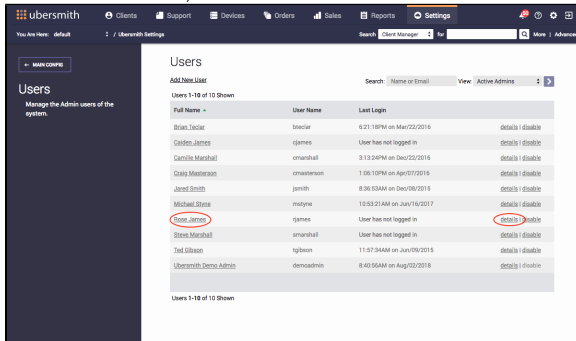 ubersmith Clients Support Devices Orders Sales Reports Settings
You Are Here: default / Ubersmith Settings Search Client Manager for More | Advanced
← MAIN CONFIG
Users
Manage the Admin users of the
system.
Users
Add New User Search: Name or Email View: Active Admins
Users 1-10 of 10 Shown
Full Name User Name Last Login
Brian Teclar bteclar 6:21:18PM on Mar/22/2016 details | disable
Caiden James cjames User has not logged in details | disable
Camille Marshall cmarshall 3:13:24PM on Dec/22/2016 details | disable
Craig Masterson cmasterson 1:06:10PM on Apr/07/2016 details | disable
Jared Smith jsmith 8:36:53AM on Dec/08/2015 details | disable
Michael Styne mstyne 10:53:21AM on Jun/16/2017 details | disable
Rose James rjames User has not logged in details | disable
Steve Marshall smarshall User has not logged in details | disable
Ted Gibson tgibson 11:57:34AM on Jun/09/2015 details | disable
Ubersmith Demo Admin demoadmin 8:40:56AM on Aug/02/2018 details | disable
Users 1-10 of 10 Shown